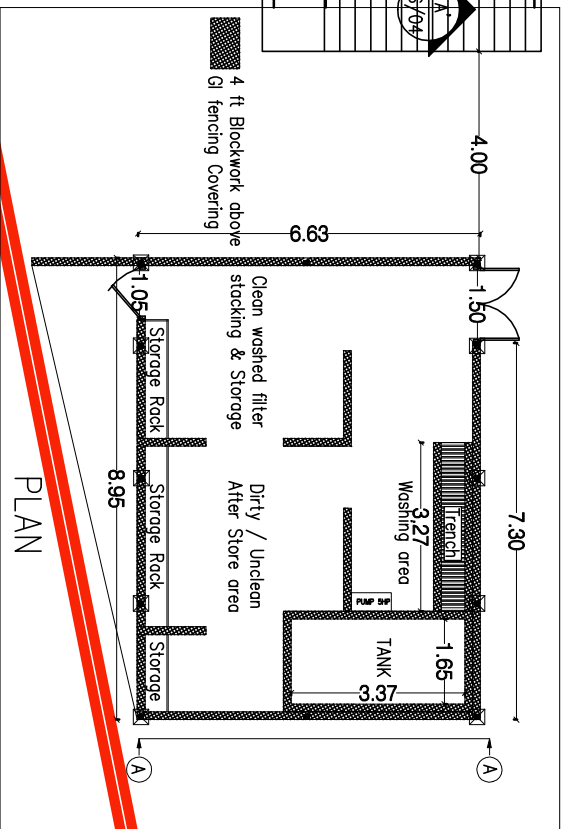 'A'
/04
4.00
4 ft Blockwork above
GI fencing Covering
6.63
1.50
1.05
Clean washed filter
stacking & Storage
Storage Rack
7.30
Trench
3.27
Washing area
Dirty / Unclean
After Store area
Storage Rack
8.95
PUMP 5HP
TANK
1.65
3.37
Storage
PLAN
A
A